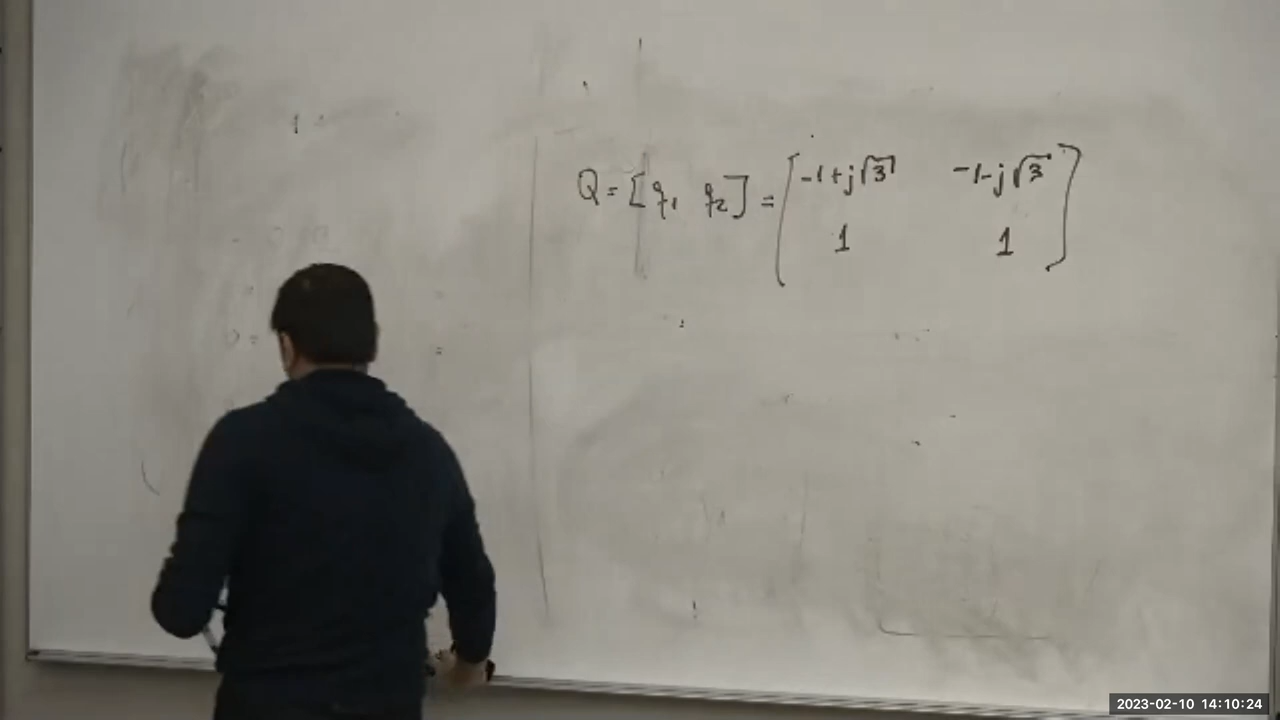 Q = [ q₁ q₂ ] = [ -1+j√3 -1-j√3
1 1 ]
2023-02-10 14:10:24